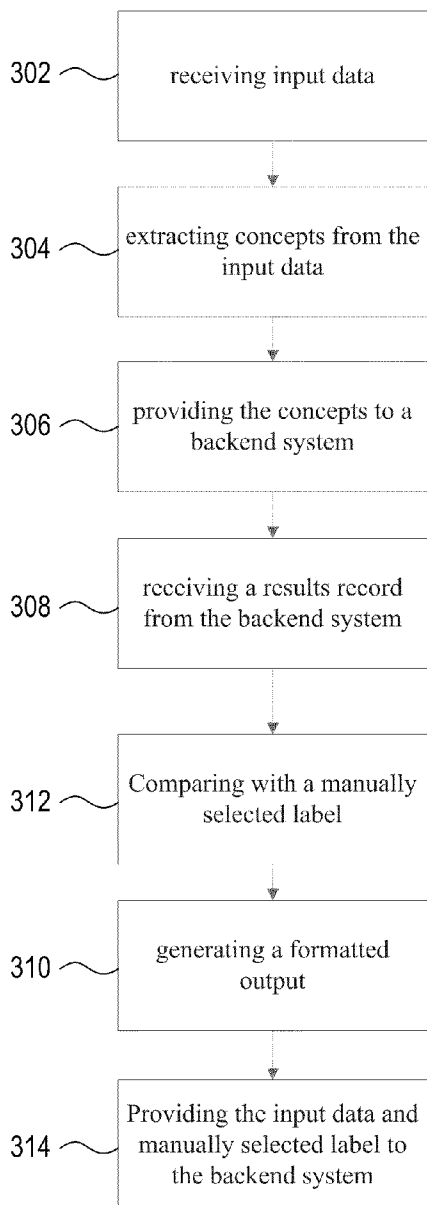 302
receiving input data
304
extracting concepts from the
input data
306
providing the concepts to a
backend system
308
receiving a results record
from the backend system
312
Comparing with a manually
selected label
310
generating a formatted
output
314
Providing the input data and
manually selected label to
the backend system